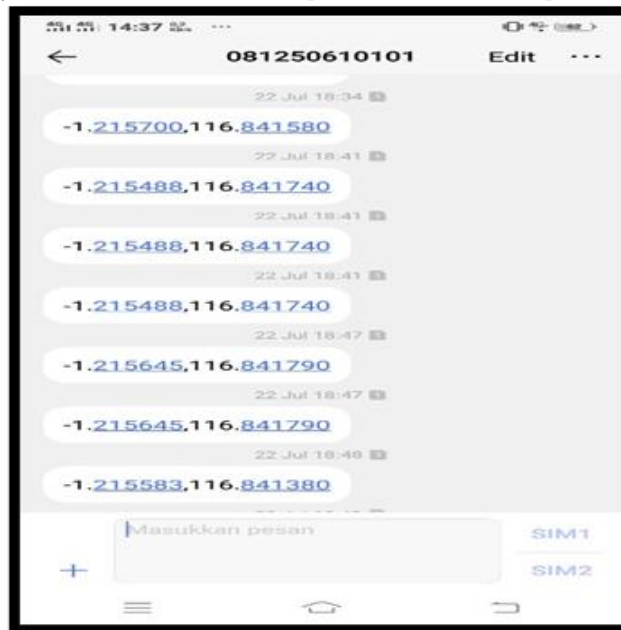 14:37
081250610101 Edit
22 Jul 18:34
-1.215700,116.841580
22 Jul 18:41
-1.215488,116.841740
22 Jul 18:41
-1.215488,116.841740
22 Jul 18:41
-1.215488,116.841740
22 Jul 18:47
-1.215645,116.841790
22 Jul 18:47
-1.215645,116.841790
22 Jul 18:48
-1.215583,116.841380
Masukkan pesan
SIM1
SIM2